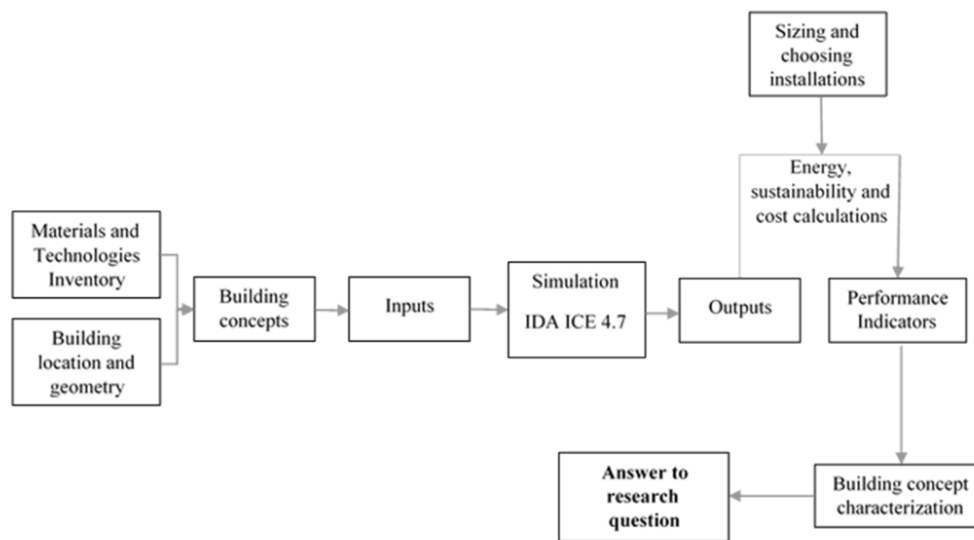 Sizing and
choosing
installations
Energy,
sustainability and
cost calculations
Materials and
Technologies
Inventory
Building
location and
geometry
Building
concepts
Inputs
Simulation
IDA ICE 4.7
Outputs
Performance
Indicators
Building concept
characterization
Answer to
research
question